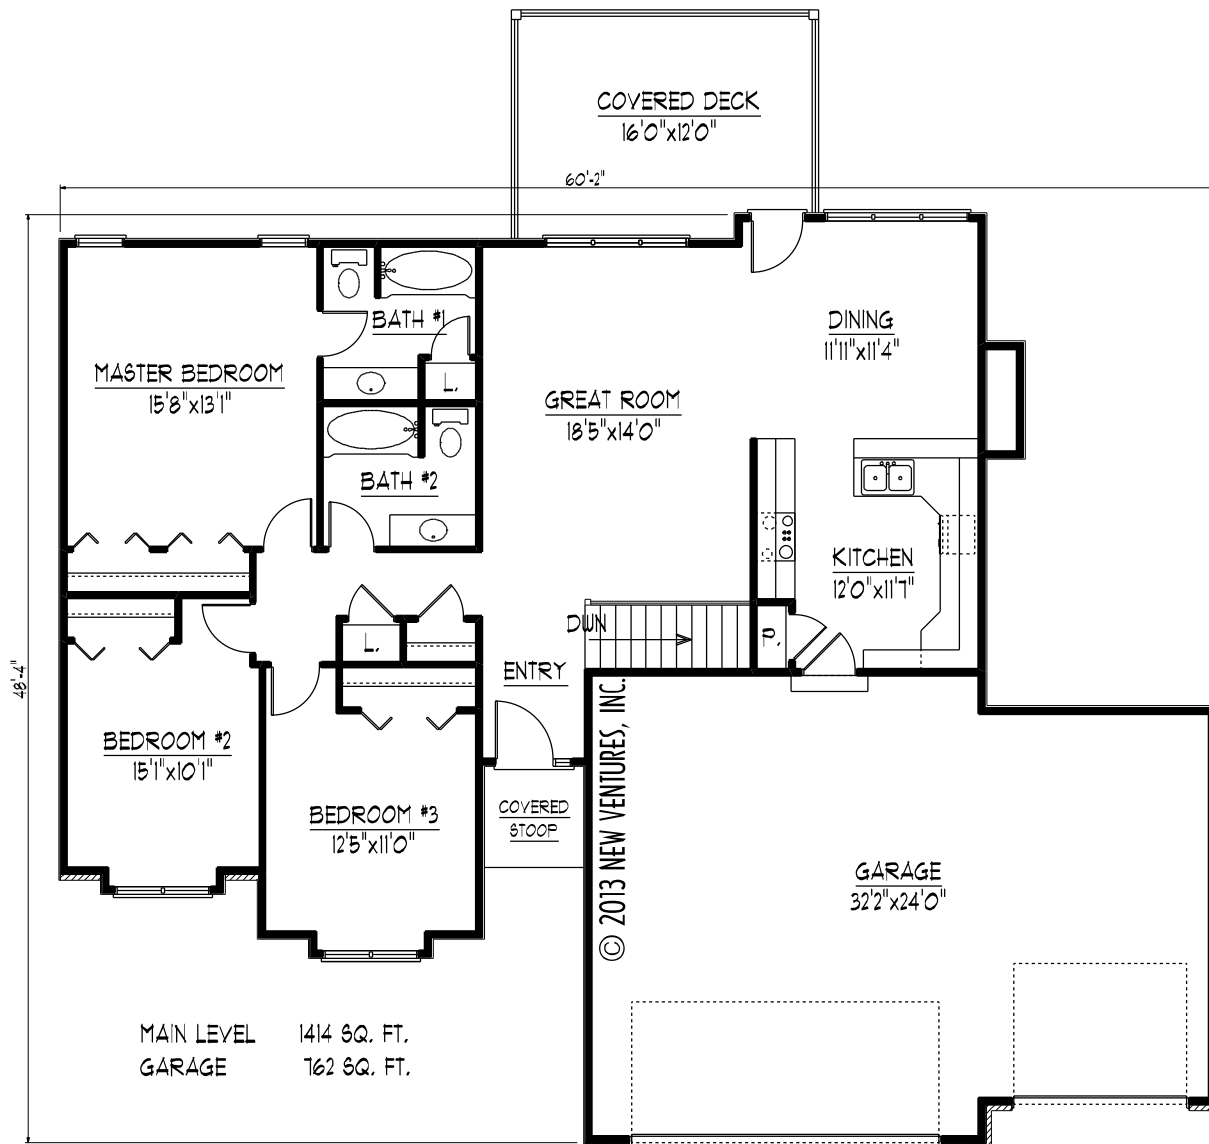 COVERED DECK
16'0"x12'0"
60'-2"
BATH #1
DINING
11'11"x11'4"
MASTER BEDROOM
15'8"x13'1"
L.
GREAT ROOM
18'5"x14'0"
BATH #2
KITCHEN
12'0"x11'7"
DWN
P.
L.
ENTRY
48'-4"
BEDROOM #2
15'1"x10'1"
BEDROOM #3
12'5"x11'0"
COVERED
STOOP
© 2013 NEW VENTURES, INC.
GARAGE
32'2"x24'0"
MAIN LEVEL 1414 SQ. FT.
GARAGE 762 SQ. FT.